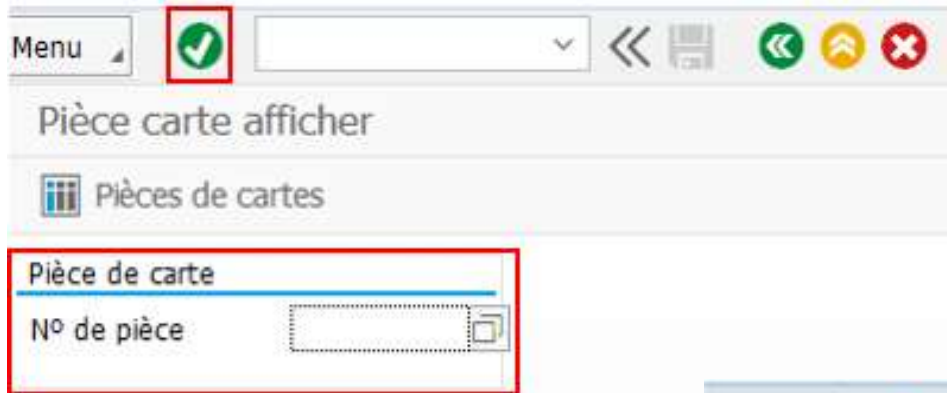 Menu
Pièce carte afficher
Pièces de cartes
Pièce de carte
Nº de pièce